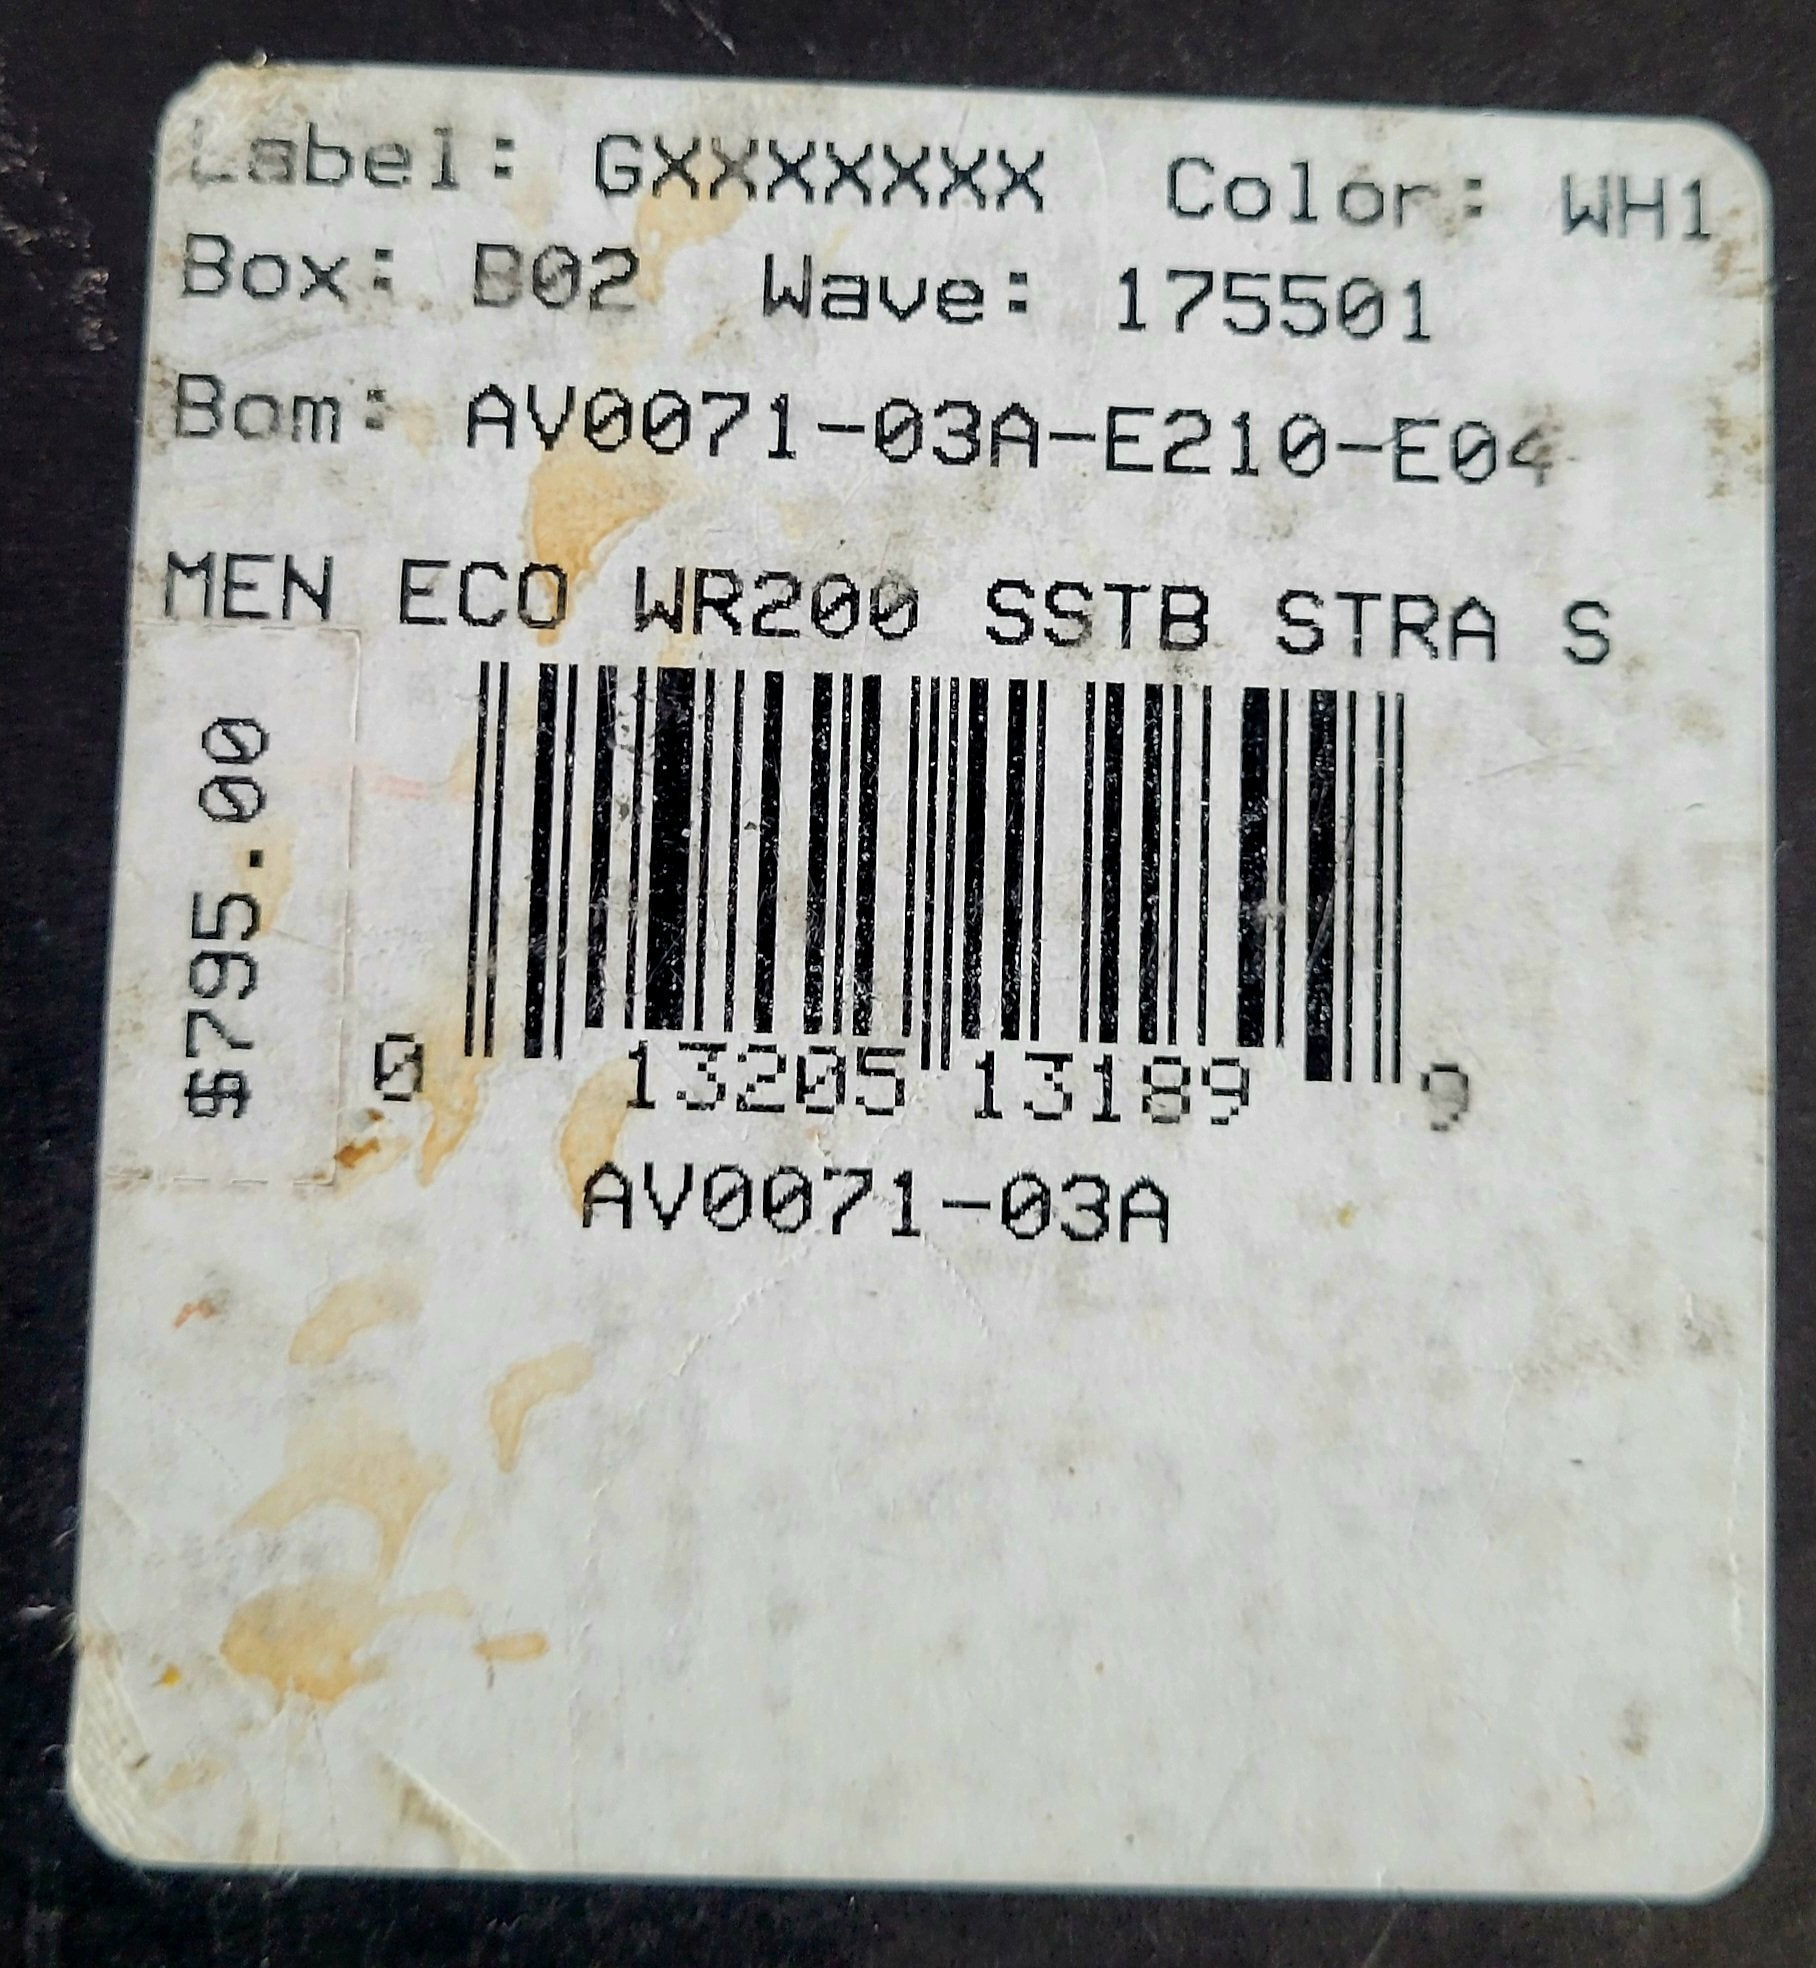 Label: GXXXXXXX Color: WH1
Box: B02 Wave: 175501
Bom: AV0071-03A-E210-E04
MEN ECO WR200 SSTB STRA S
$795.00
0 13205 13189 9
AV0071-03A